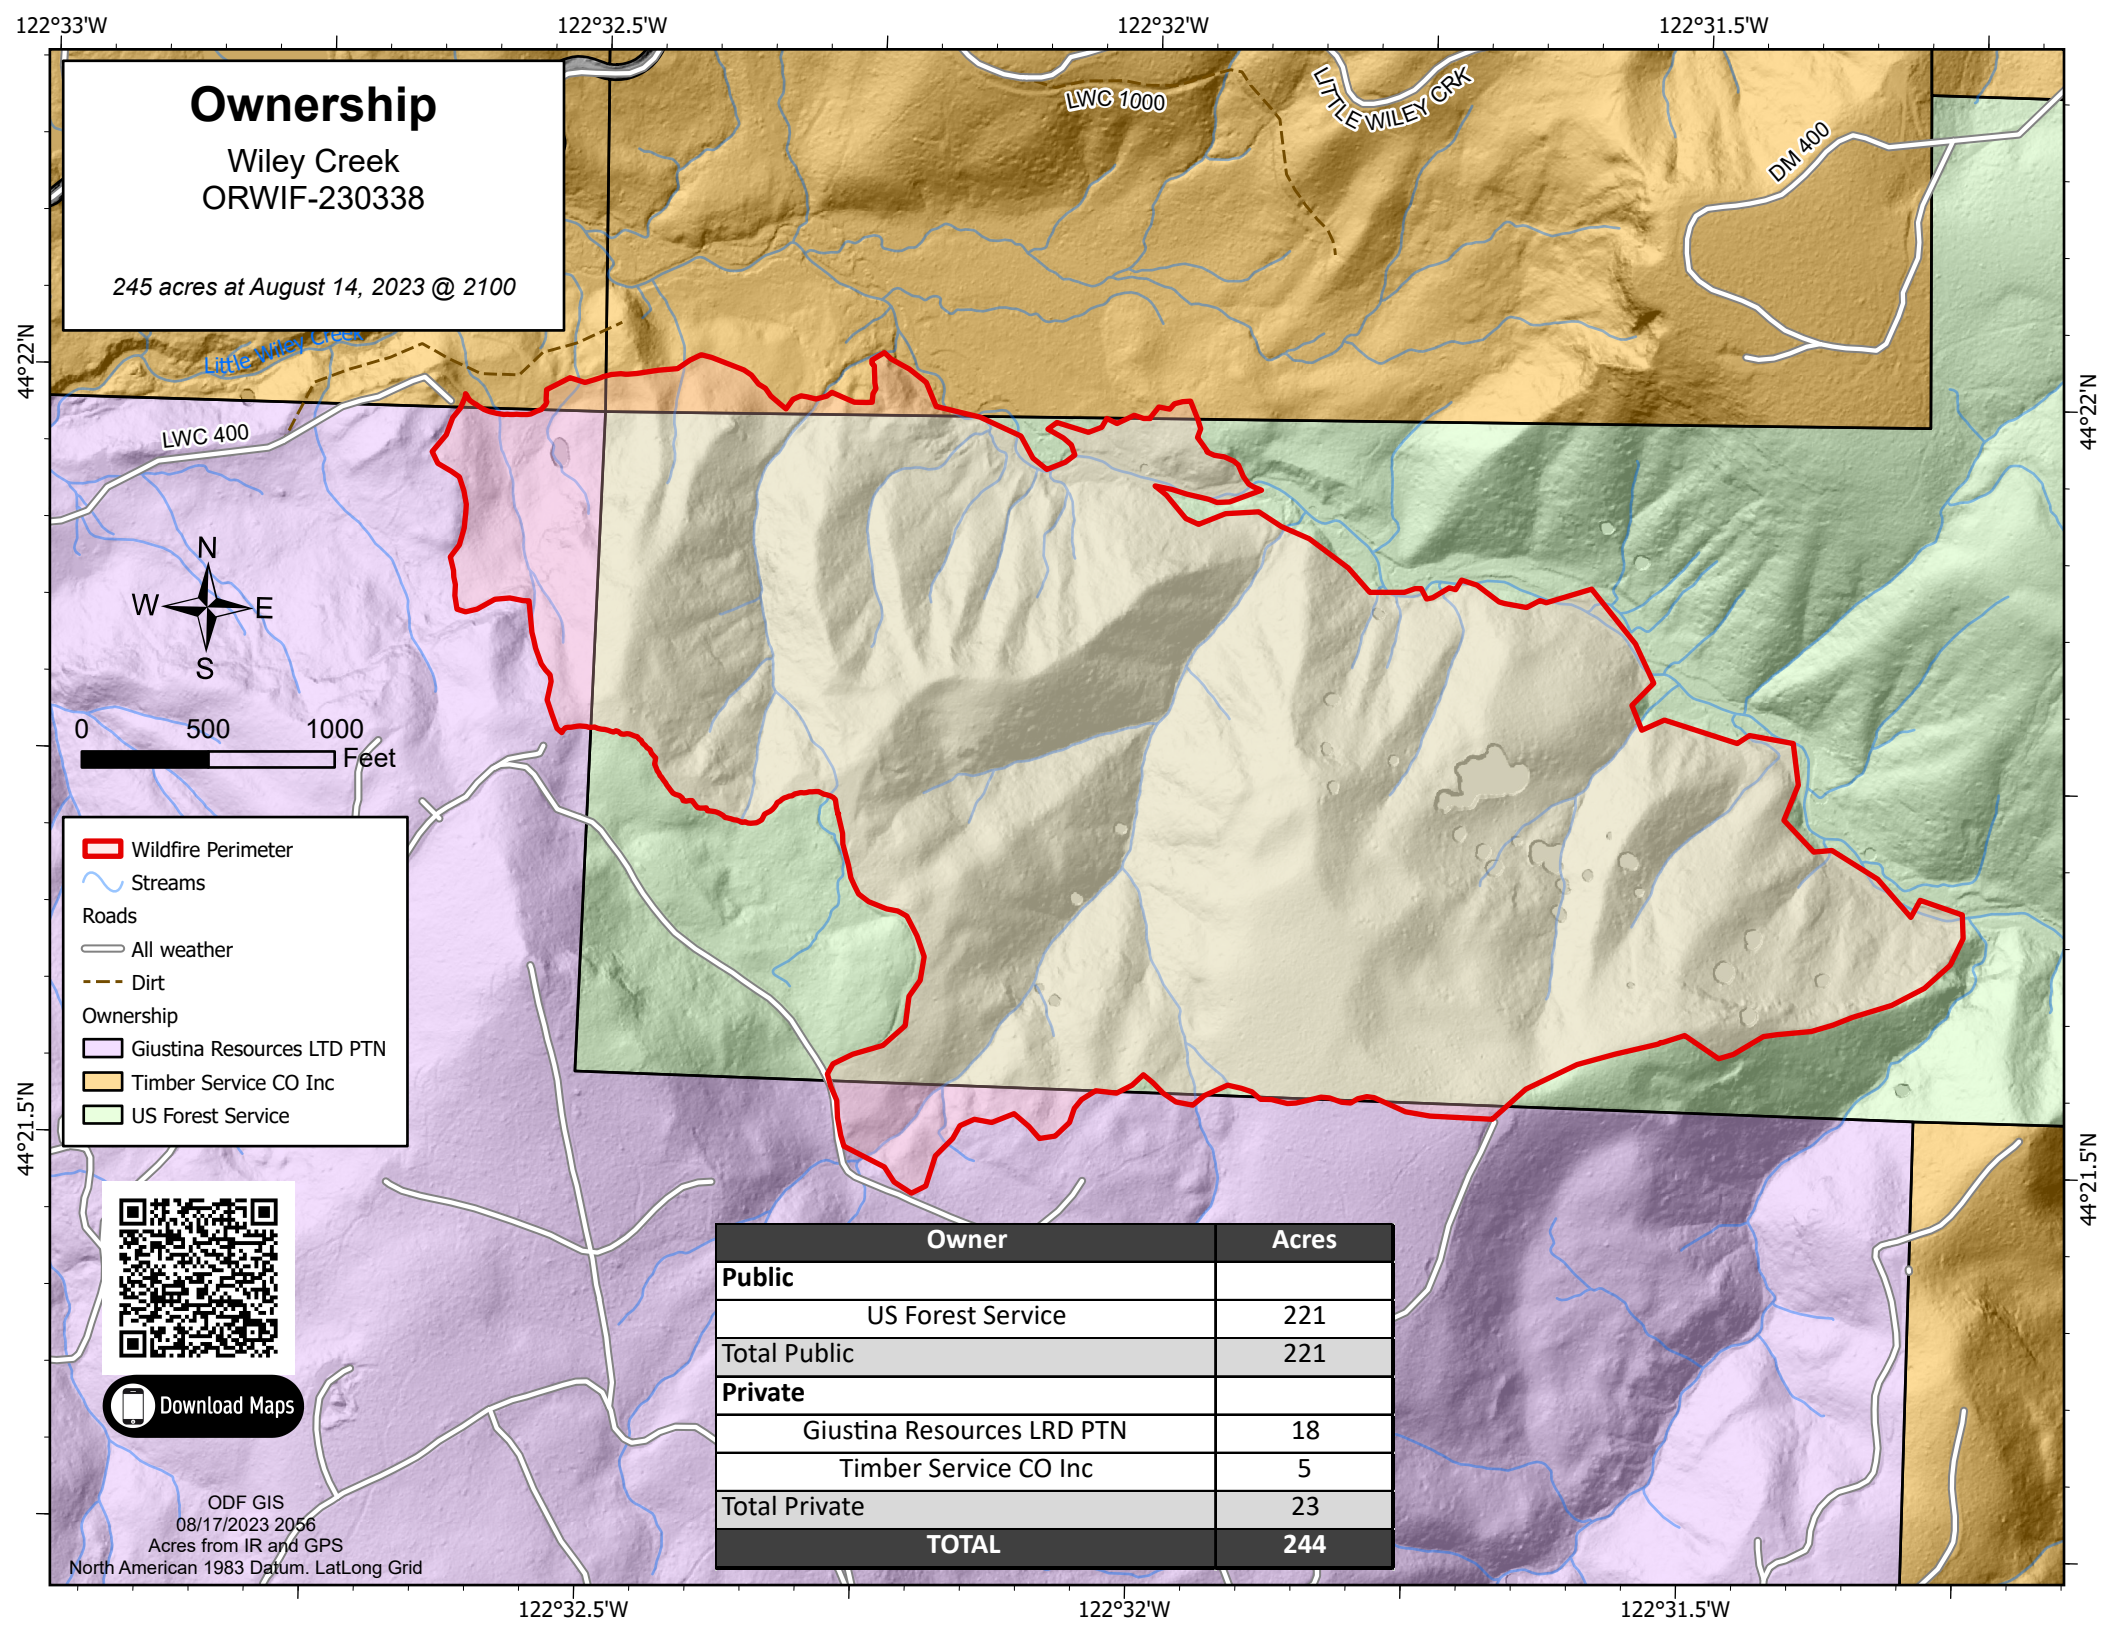 122°33'W
122°32.5'W
122°32'W
122°31.5'W
Ownership
Wiley Creek
ORWIF-230338
245 acres at August 14, 2023 @ 2100
LWC 1000
LITTLE WILEY CRK
DM 400
Little Wiley Creek
44°22'N
44°22'N
LWC 400
N
W
E
S
0 500 1000
Feet
Wildfire Perimeter
Streams
Roads
All weather
Dirt
Ownership
Giustina Resources LTD PTN
Timber Service CO Inc
US Forest Service
44°21.5'N
44°21.5'N
Download Maps
Owner Acres
Public
US Forest Service 221
Total Public 221
Private
Giustina Resources LRD PTN 18
Timber Service CO Inc 5
Total Private 23
TOTAL 244
ODF GIS
08/17/2023 2056
Acres from IR and GPS
North American 1983 Datum. LatLong Grid
122°32.5'W
122°32'W
122°31.5'W